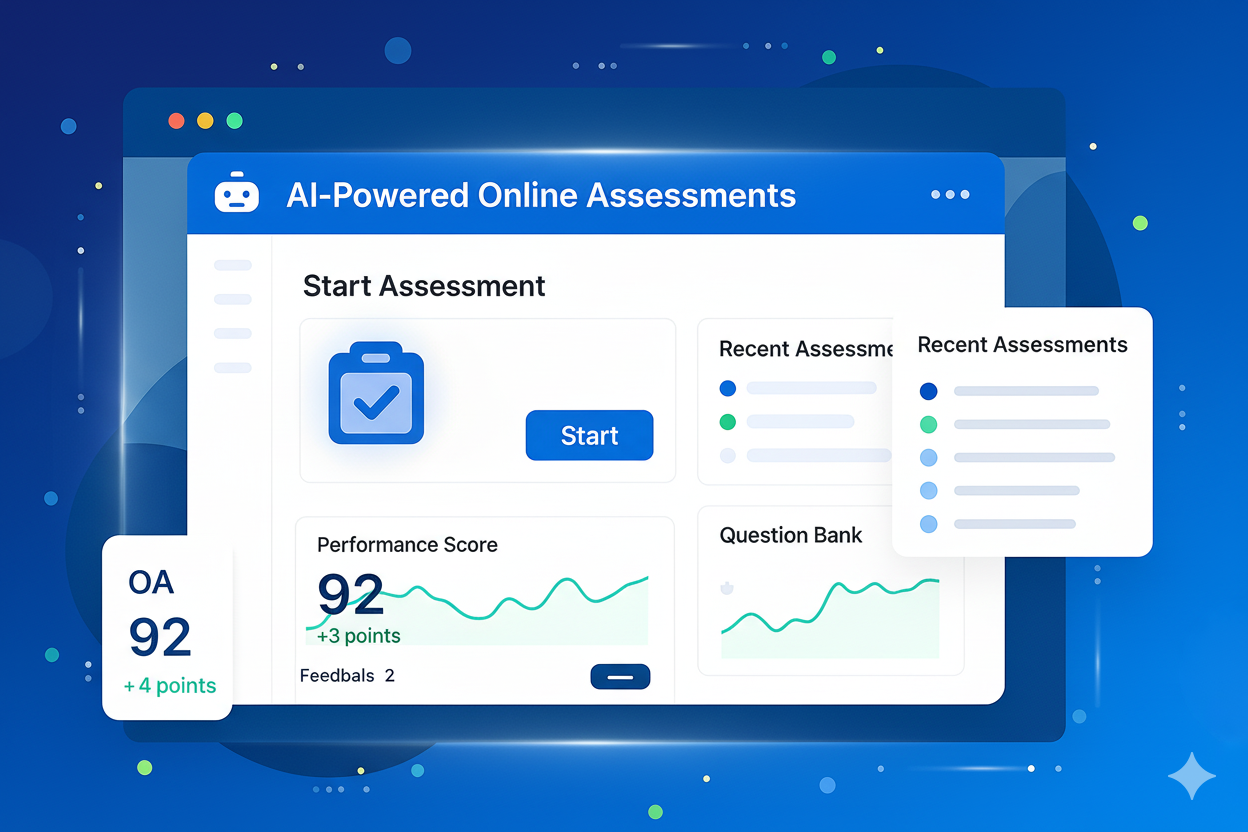 AI-Powered Online Assessments
Start Assessment
Start
Recent Assessme
Recent Assessments
Performance Score
92
+3 points
Feedbals 2
Question Bank
OA
92
+4 points